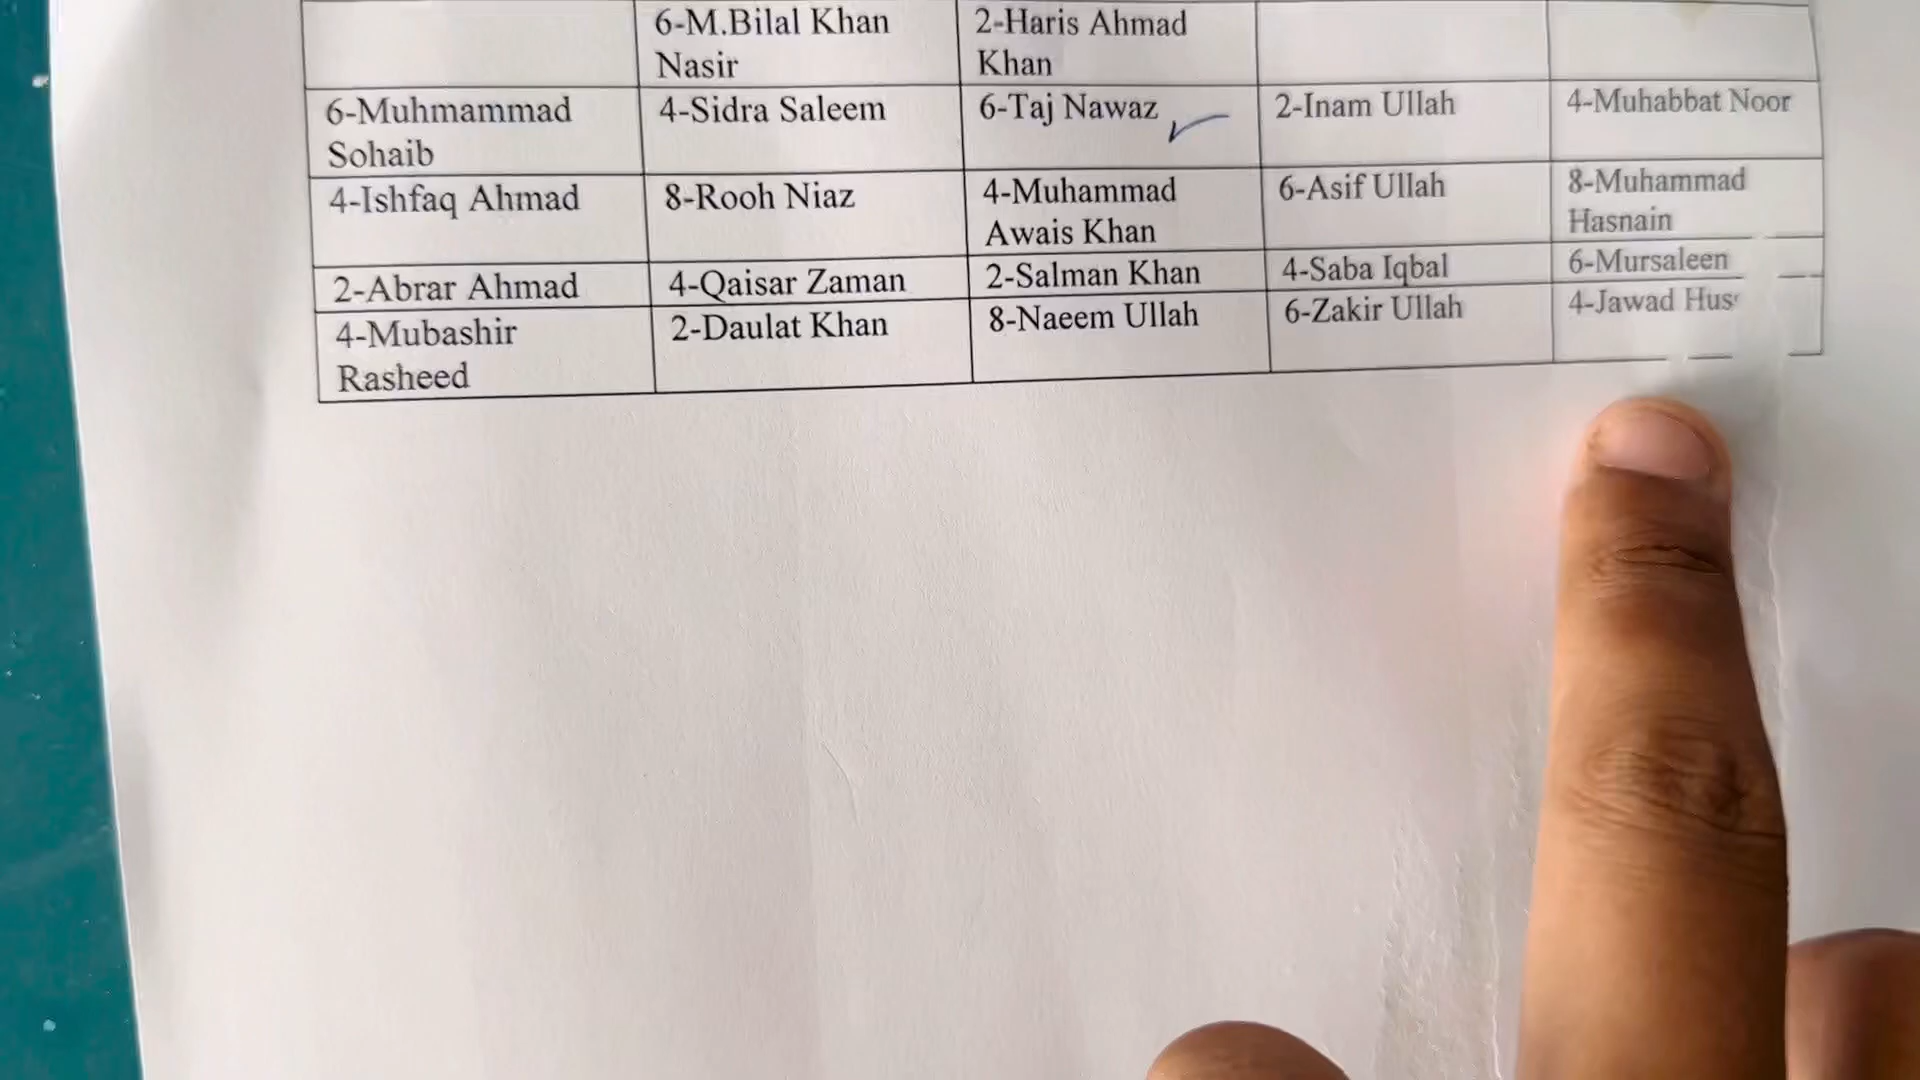 6-M.Bilal Khan 2-Haris Ahmad
Nasir Khan
6-Muhmammad 4-Sidra Saleem 6-Taj Nawaz 2-Inam Ullah 4-Muhabbat Noor
Sohaib
4-Ishfaq Ahmad 8-Rooh Niaz 4-Muhammad 6-Asif Ullah 8-Muhammad
Awais Khan Hasnain
2-Abrar Ahmad 4-Qaisar Zaman 2-Salman Khan 4-Saba Iqbal 6-Mursaleen
4-Mubashir 2-Daulat Khan 8-Naeem Ullah 6-Zakir Ullah 4-Jawad
Rasheed